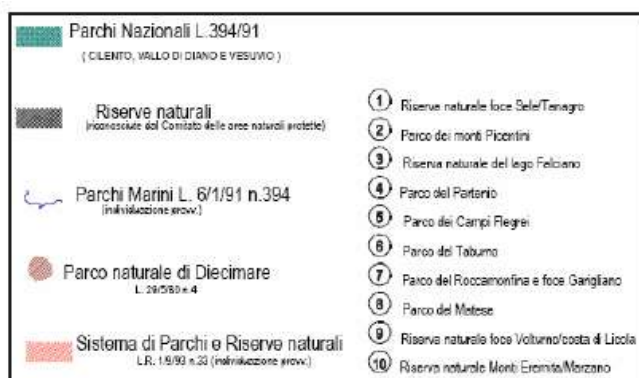 Parchi Nazionali L.394/91
( CILENTO, VALLO DI DIANO E VESUVIO )
Riserve naturali
(riconosciute dal Comitato delle aree naturali protette)
Parchi Marini L. 6/1/91 n.394
(individuazione provv.)
Parco naturale di Diecimare
L. 29/5/80 n.4
Sistema di Parchi e Riserve naturali
L.R. 1/9/93 n.33 (individuazione provv.)
1 Riserva naturale foce Sele/Tanagro
2 Parco dei monti Picentini
3 Riserva naturale del lago Falciano
4 Parco del Partenio
5 Parco dei Campi Flegrei
6 Parco del Taburno
7 Parco del Roccamonfina e foce Garigliano
8 Parco del Matese
9 Riserva naturale foce Volturno/costa di Licola
10 Riserva naturale Monti Eremita/Marzano